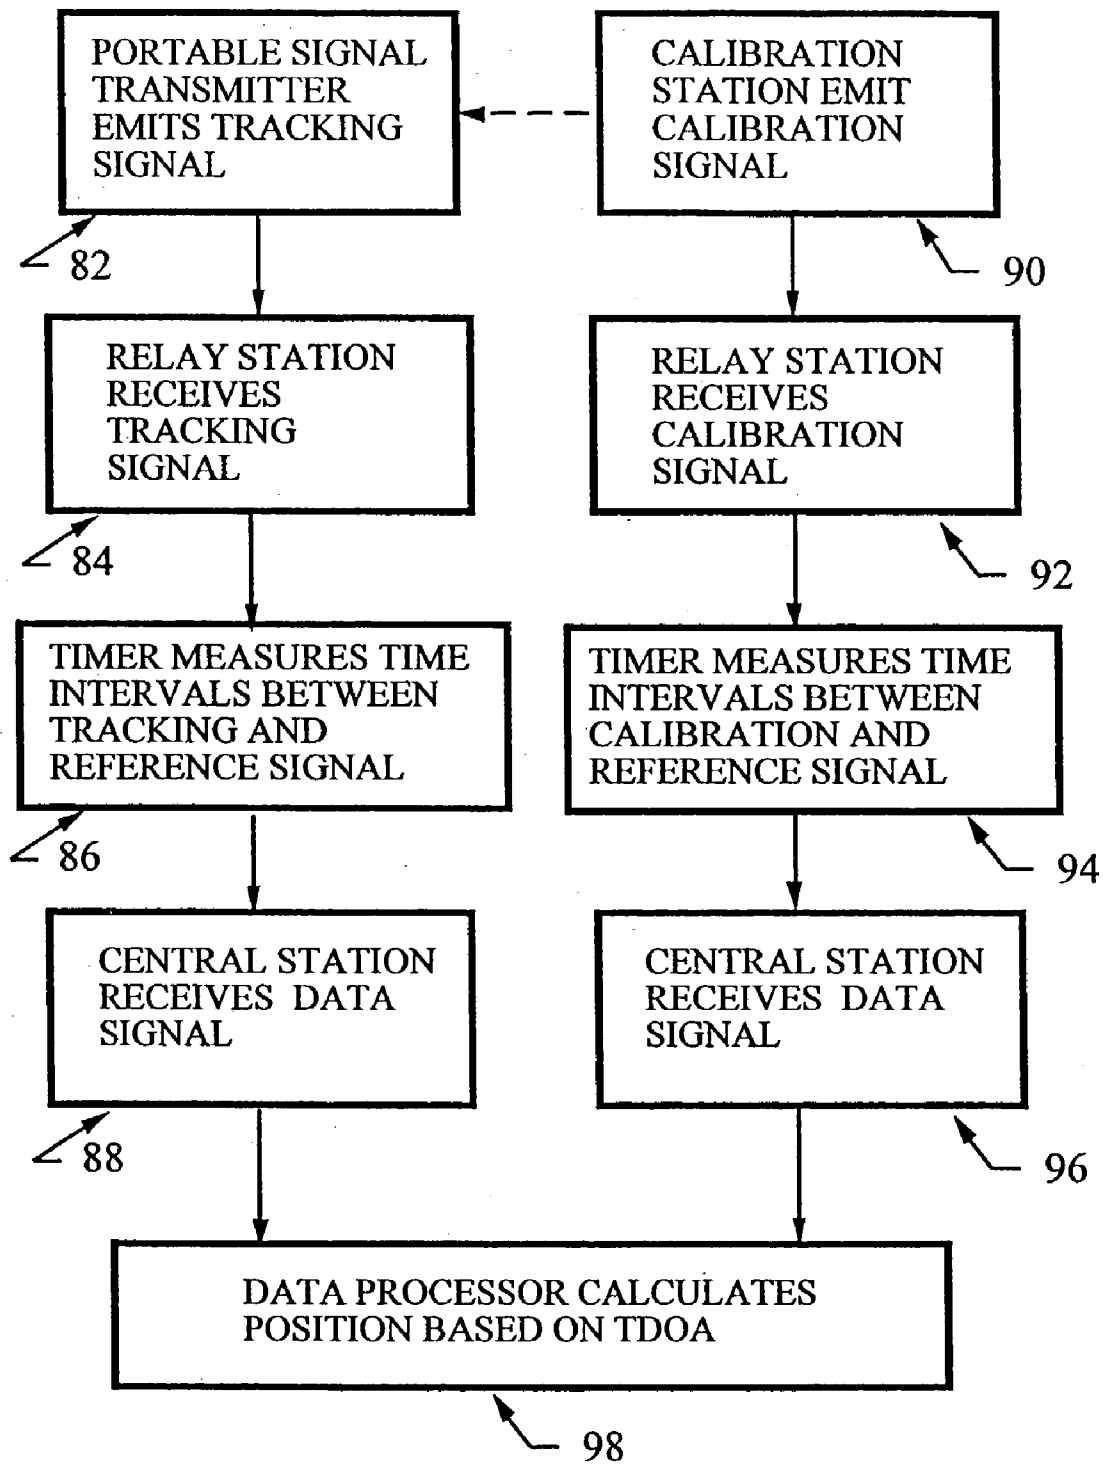 PORTABLE SIGNAL
TRANSMITTER
EMITS TRACKING
SIGNAL
82
CALIBRATION
STATION EMIT
CALIBRATION
SIGNAL
90
RELAY STATION
RECEIVES
TRACKING
SIGNAL
84
RELAY STATION
RECEIVES
CALIBRATION
SIGNAL
92
TIMER MEASURES TIME
INTERVALS BETWEEN
TRACKING AND
REFERENCE SIGNAL
86
TIMER MEASURES TIME
INTERVALS BETWEEN
CALIBRATION AND
REFERENCE SIGNAL
94
CENTRAL STATION
RECEIVES DATA
SIGNAL
88
CENTRAL STATION
RECEIVES DATA
SIGNAL
96
DATA PROCESSOR CALCULATES
POSITION BASED ON TDOA
98